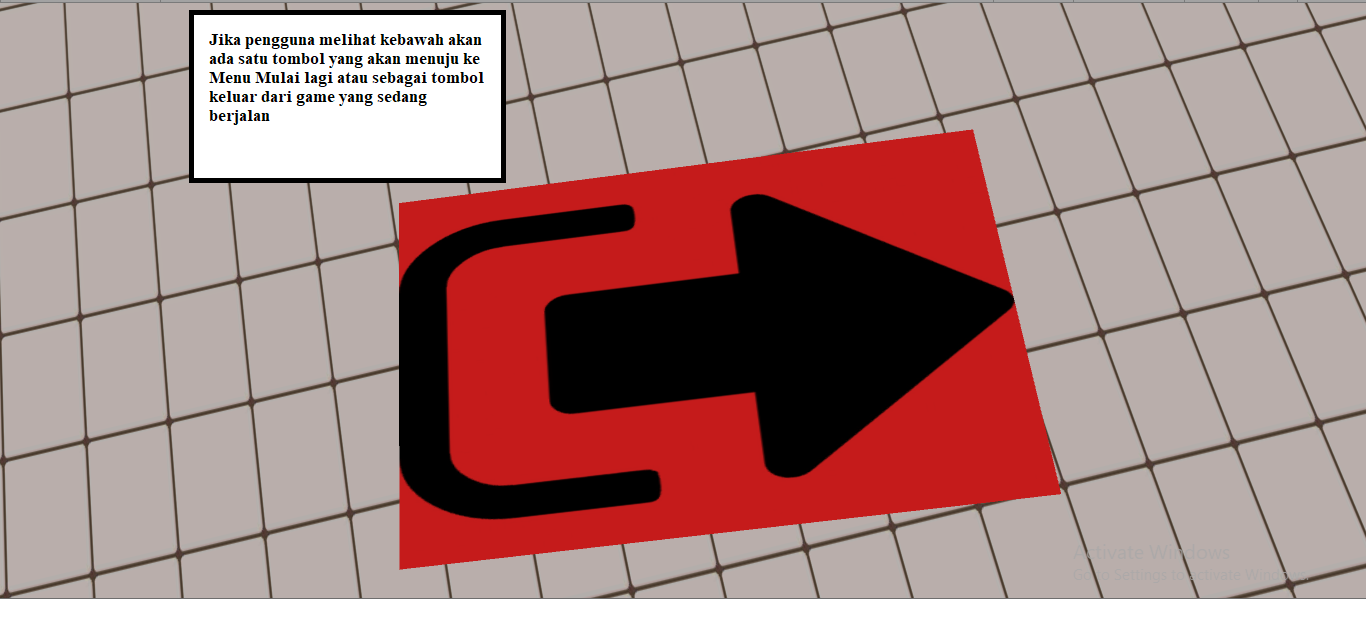 Jika pengguna melihat kebawah akan
ada satu tombol yang akan menuju ke
Menu Mulai lagi atau sebagai tombol
keluar dari game yang sedang
berjalan
Activate Windows
Go to Settings to activate Windows.